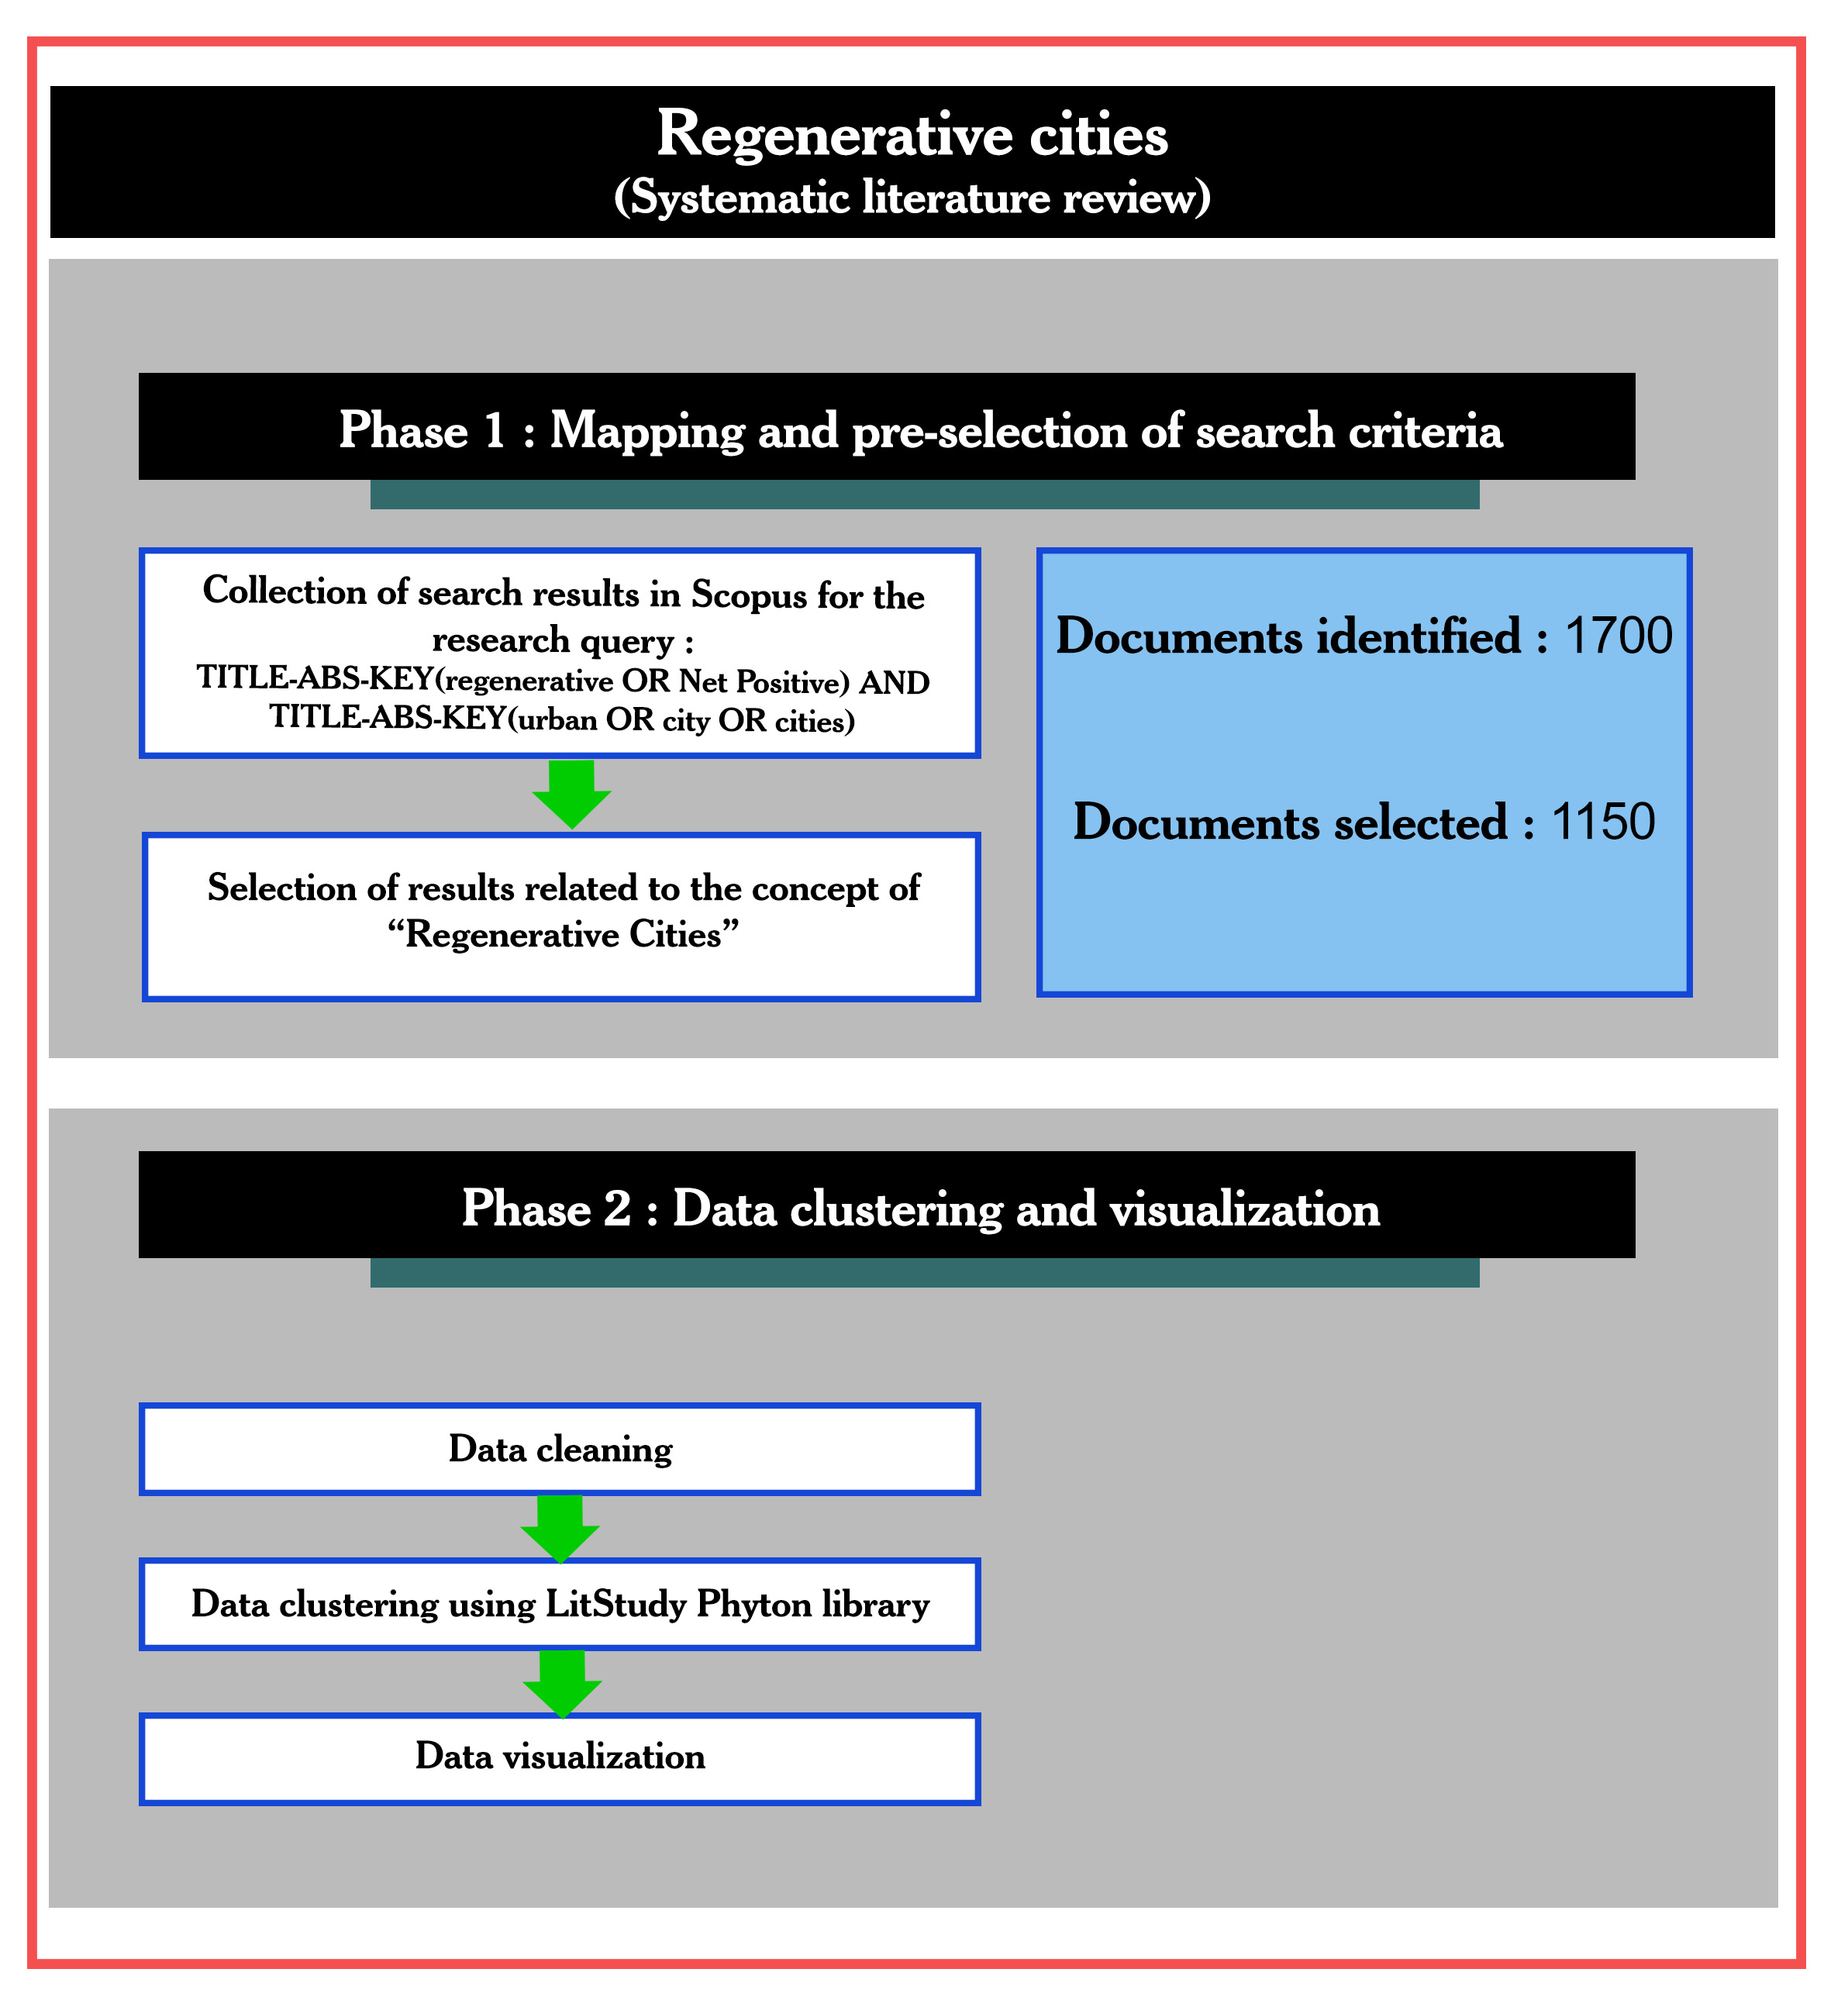 Regenerative cities
(Systematic literature review)
Phase 1 : Mapping and pre-selection of search criteria
Collection of search results in Scopus for the
research query :
TITLE-ABS-KEY(regenerative OR Net Positive) AND
TITLE-ABS-KEY(urban OR city OR cities)
Documents identified : 1700
Documents selected : 1150
Selection of results related to the concept of
“Regenerative Cities”
Phase 2 : Data clustering and visualization
Data cleaning
Data clustering using LitStudy Phyton library
Data visualization